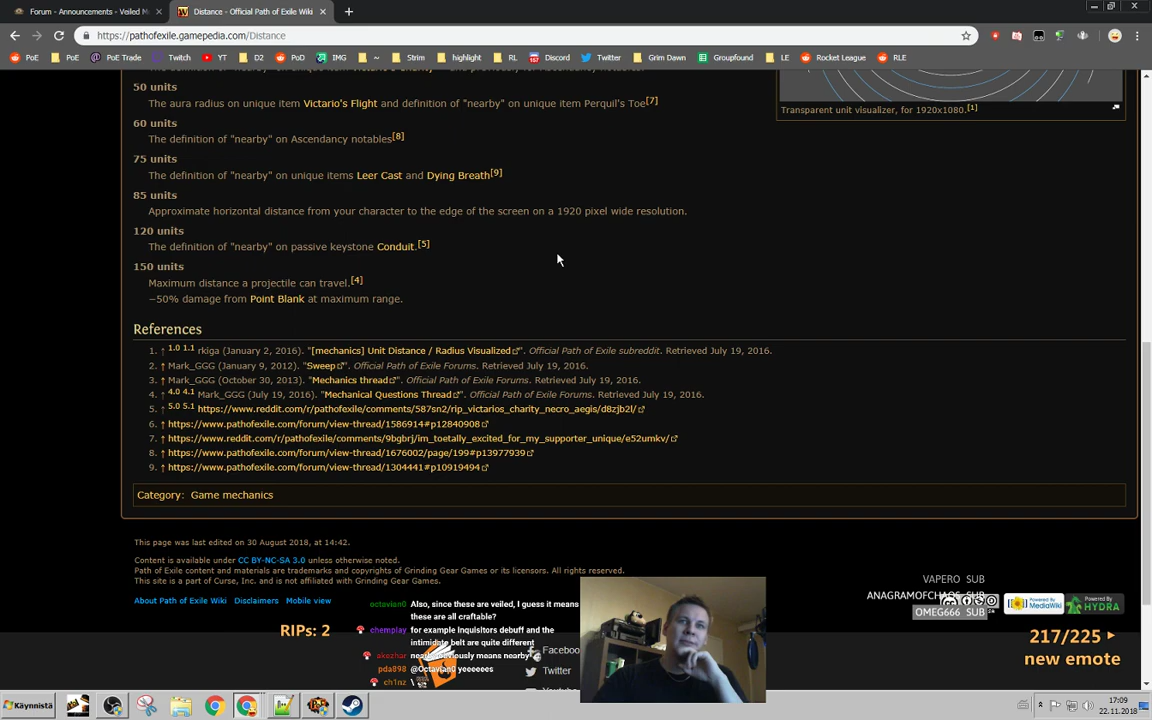 Forum - Announcements - Veiled M
Distance - Official Path of Exile Wiki
https://pathofexile.gamepedia.com/Distance
PoE PoE PoE Trade Twitch YT D2 PoD IMG ~ Strim highlight RL Discord Twitter Grim Dawn Groupfound LE Rocket League RLE
50 units
The aura radius on unique item Victario's Flight and definition of "nearby" on unique item Perquil's Toe[7]
60 units
The definition of "nearby" on Ascendancy notables[8]
75 units
The definition of "nearby" on unique items Leer Cast and Dying Breath[9]
85 units
Approximate horizontal distance from your character to the edge of the screen on a 1920 pixel wide resolution.
120 units
The definition of "nearby" on passive keystone Conduit.[5]
150 units
Maximum distance a projectile can travel.[4]
−50% damage from Point Blank at maximum range.
Transparent unit visualizer, for 1920x1080.[1]
References
1. ↑ 1.0 1.1 rkiga (January 2, 2016). "[mechanics] Unit Distance / Radius Visualized". Official Path of Exile subreddit. Retrieved July 19, 2016.
2. ↑ Mark_GGG (January 9, 2012). "Sweep". Official Path of Exile Forums. Retrieved July 19, 2016.
3. ↑ Mark_GGG (October 30, 2013). "Mechanics thread". Official Path of Exile Forums. Retrieved July 19, 2016.
4. ↑ 4.0 4.1 Mark_GGG (July 19, 2016). "Mechanical Questions Thread". Official Path of Exile Forums. Retrieved July 19, 2016.
5. ↑ 5.0 5.1 https://www.reddit.com/r/pathofexile/comments/587sn2/rip_victarios_charity_necro_aegis/d8zjb2l/
6. ↑ https://www.pathofexile.com/forum/view-thread/1586914#p12840908
7. ↑ https://www.reddit.com/r/pathofexile/comments/9bgbrj/im_toetally_excited_for_my_supporter_unique/e52umkv/
8. ↑ https://www.pathofexile.com/forum/view-thread/1676002/page/199#p13977939
9. ↑ https://www.pathofexile.com/forum/view-thread/1304441#p10919494
Category: Game mechanics
This page was last edited on 30 August 2018, at 14:42.
Content is available under CC BY-NC-SA 3.0 unless otherwise noted.
Path of Exile content and materials are trademarks and copyrights of Grinding Gear Games or its licensors. All rights reserved.
This site is a part of Curse, Inc. and is not affiliated with Grinding Gear Games.
About Path of Exile Wiki Disclaimers Mobile view
RIPs: 2
octavian0 Also, since these are veiled, I guess it means
these are all craftable?
chemplay for example Inquisitors debuff and the
intimidate belt are quite different
akezhar nearby obviously means nearby
pda898 @Octavian0 yeeeeees
ch1nz \
Faceboo
Twitter
VAPERO SUB
ANAGRAMOFCHAOS SUB
OMEG666 SUB
Powered By MediaWiki
Powered By HYDRA
217/225
new emote
Käynnistä
17:09
22.11.2018